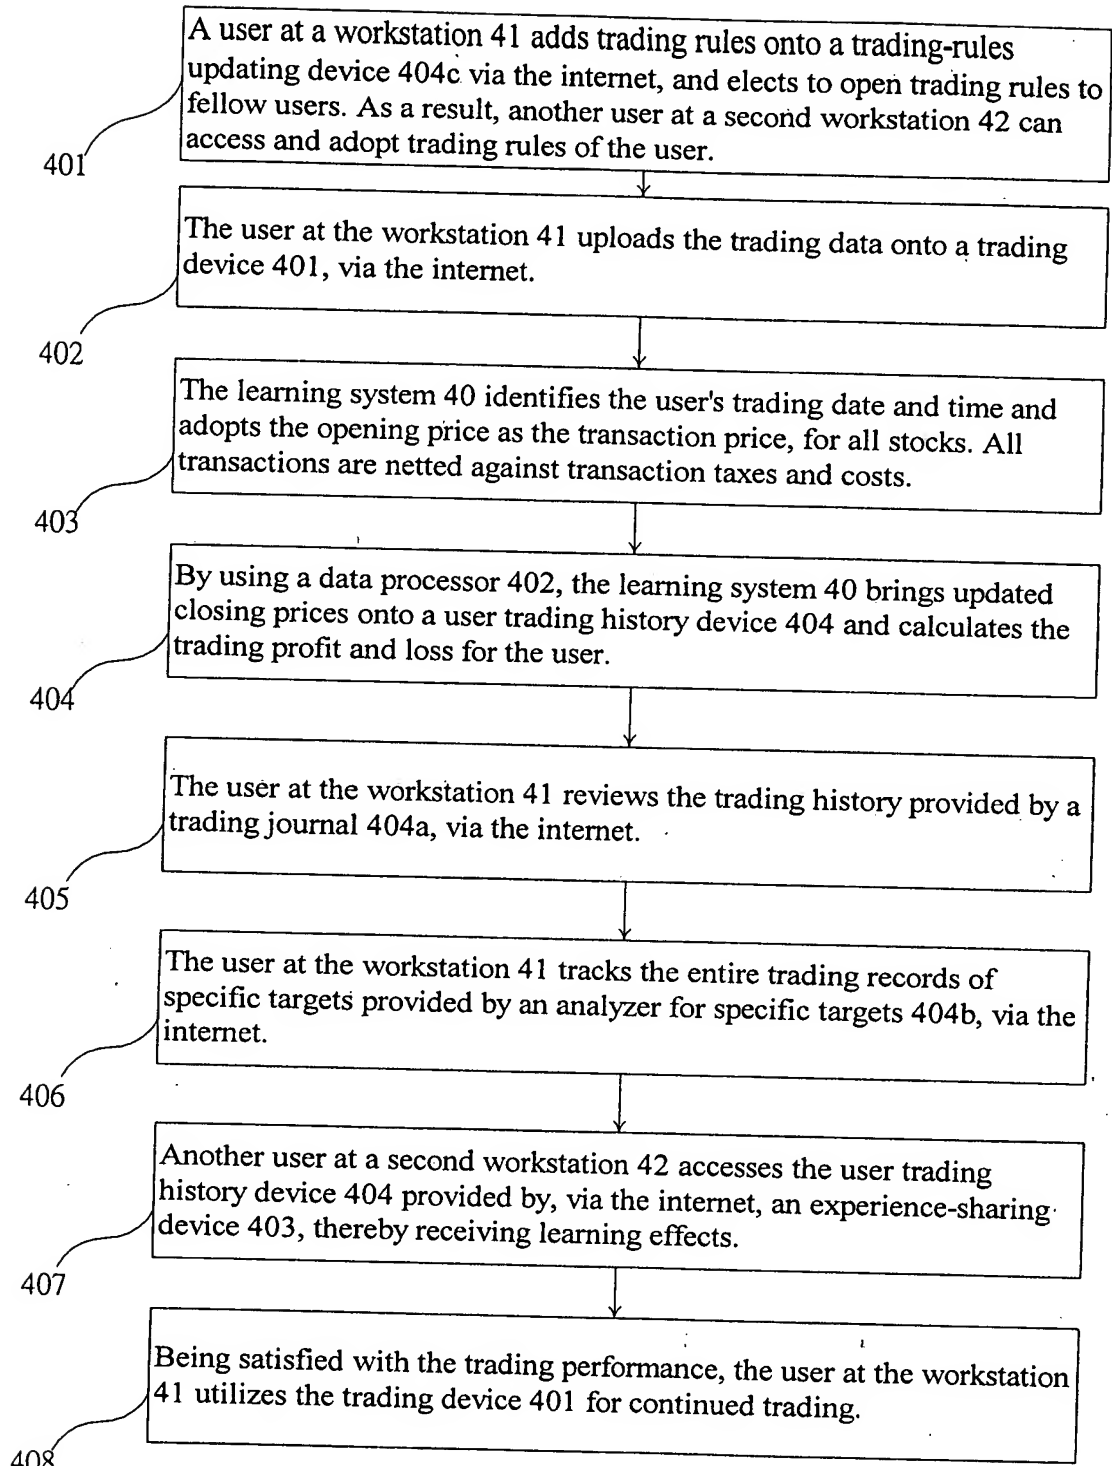 A user at a workstation 41 adds trading rules onto a trading-rules
updating device 404c via the internet, and elects to open trading rules to
fellow users. As a result, another user at a second workstation 42 can
access and adopt trading rules of the user.
401
The user at the workstation 41 uploads the trading data onto a trading
device 401, via the internet.
402
The learning system 40 identifies the user's trading date and time and
adopts the opening price as the transaction price, for all stocks. All
transactions are netted against transaction taxes and costs.
403
By using a data processor 402, the learning system 40 brings updated
closing prices onto a user trading history device 404 and calculates the
trading profit and loss for the user.
404
The user at the workstation 41 reviews the trading history provided by a
trading journal 404a, via the internet.
405
The user at the workstation 41 tracks the entire trading records of
specific targets provided by an analyzer for specific targets 404b, via the
internet.
406
Another user at a second workstation 42 accesses the user trading
history device 404 provided by, via the internet, an experience-sharing
device 403, thereby receiving learning effects.
407
Being satisfied with the trading performance, the user at the workstation
41 utilizes the trading device 401 for continued trading.
408